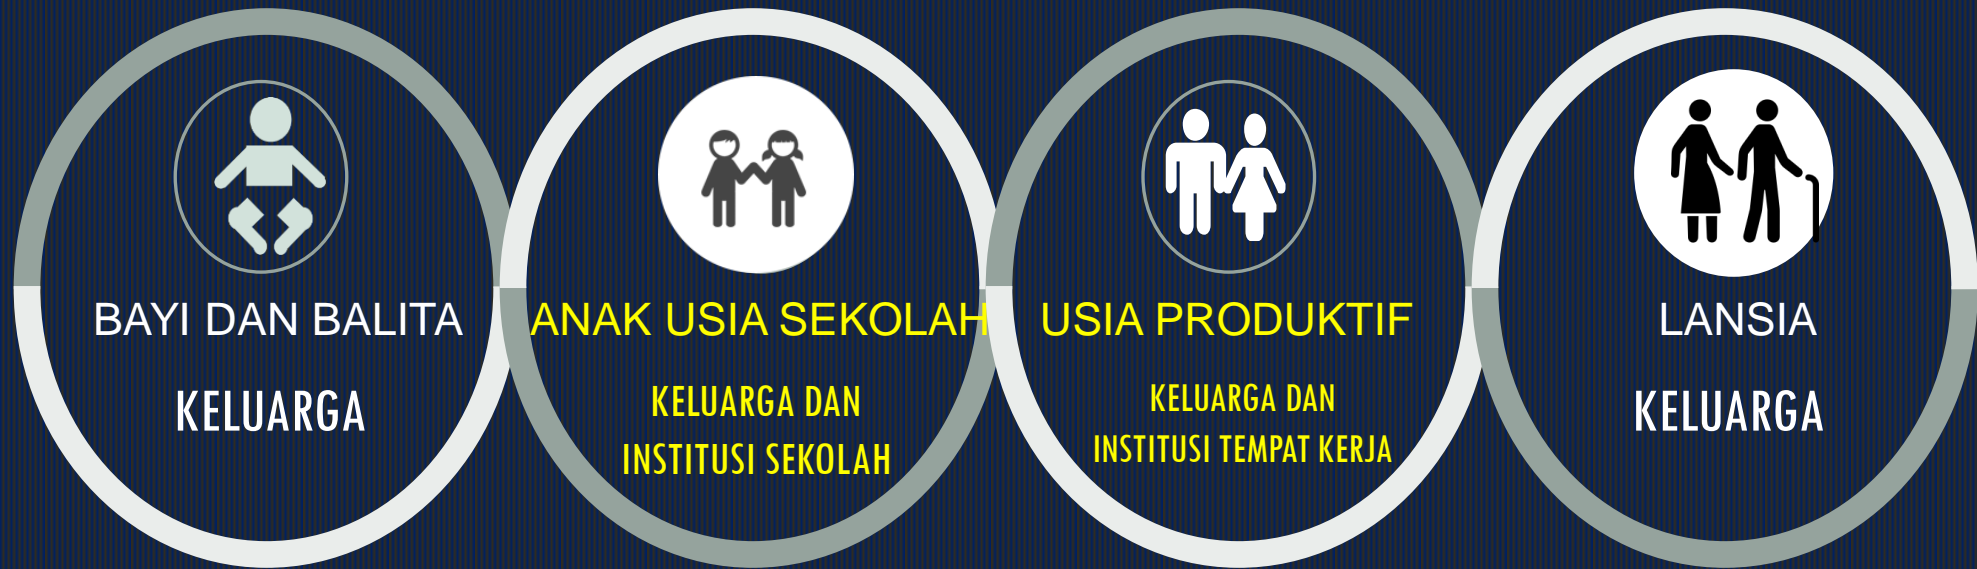 BAYI DAN BALITA
KELUARGA
ANAK USIA SEKOLAH
KELUARGA DAN
INSTITUSI SEKOLAH
USIA PRODUKTIF
KELUARGA DAN
INSTITUSI TEMPAT KERJA
LANSIA
KELUARGA